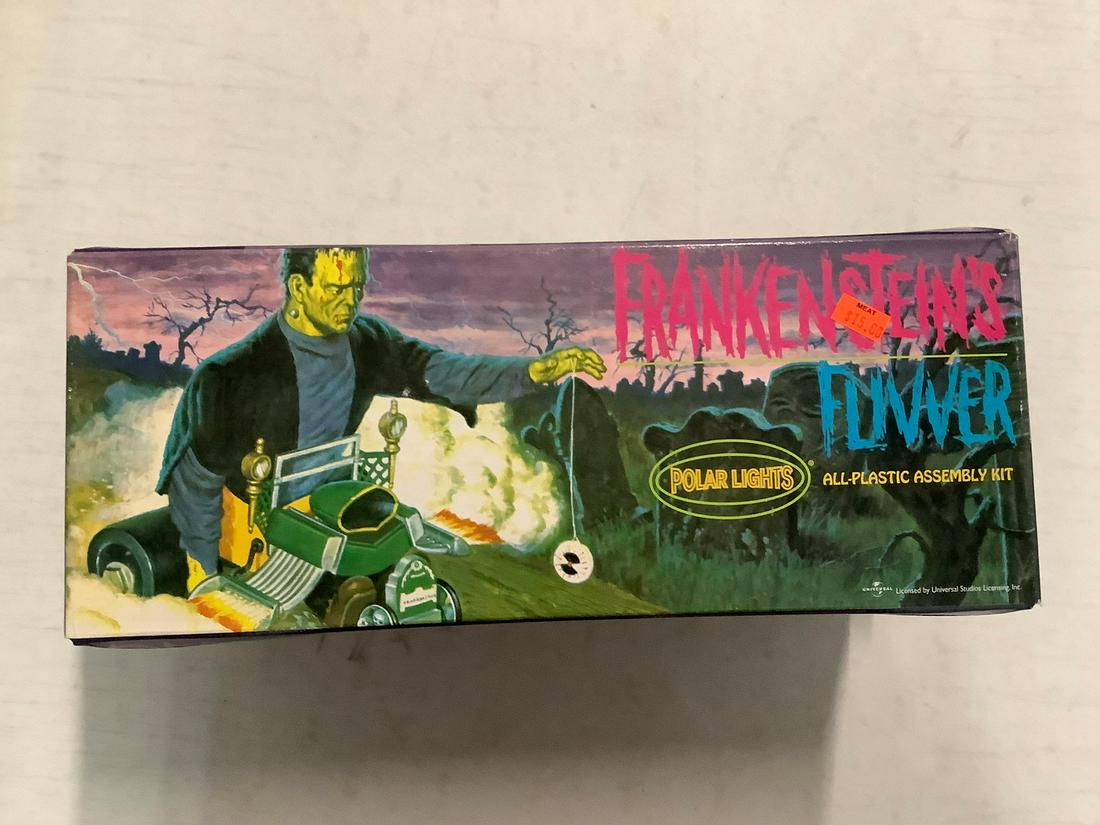 FRANKENSTEIN'S
MEAT
$15.00
FLIVVER
POLAR LIGHTS®
ALL-PLASTIC ASSEMBLY KIT
UNIVERSAL
Licensed by Universal Studios Licensing, Inc.